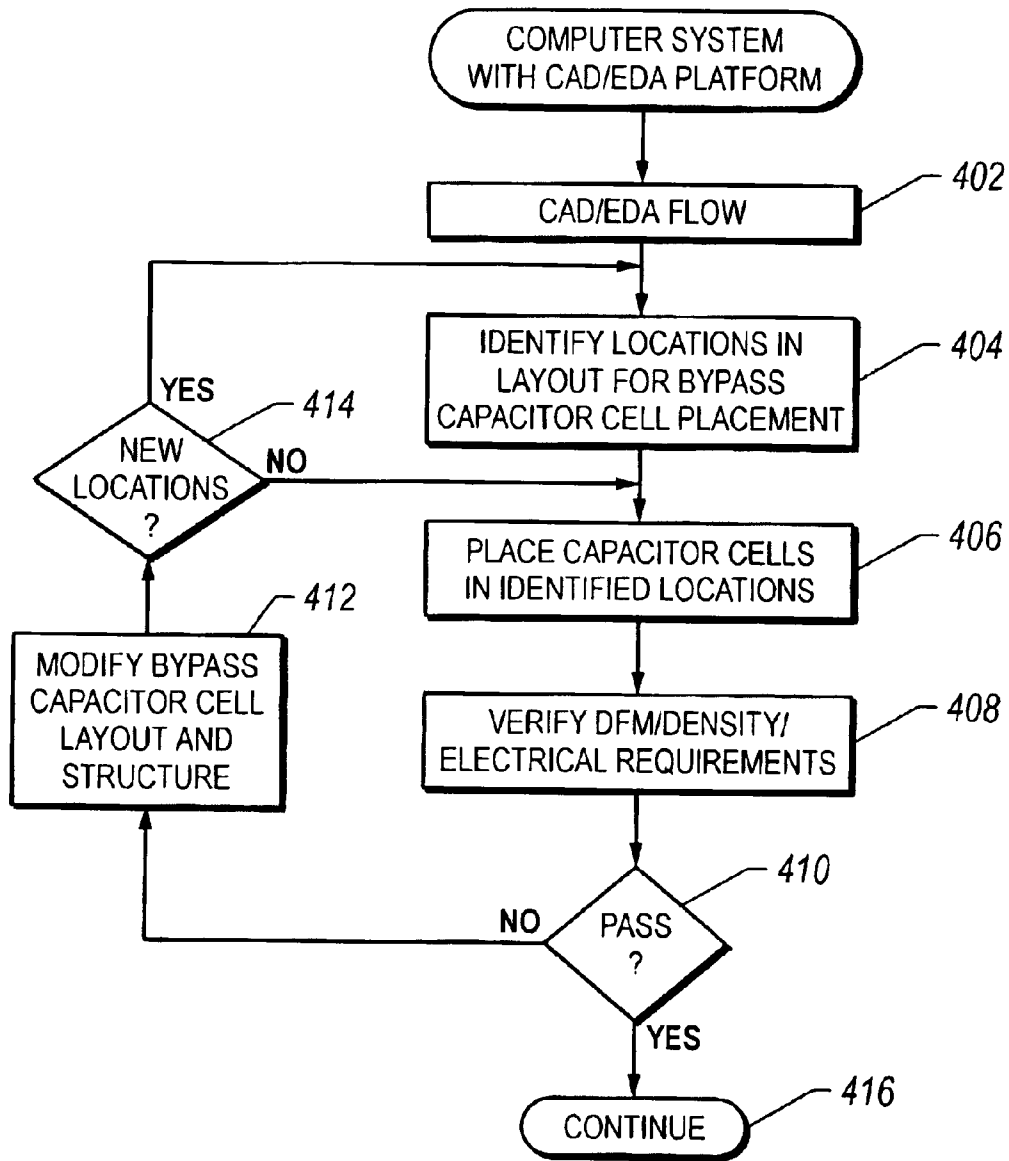 COMPUTER SYSTEM
WITH CAD/EDA PLATFORM
402
CAD/EDA FLOW
IDENTIFY LOCATIONS IN
LAYOUT FOR BYPASS
CAPACITOR CELL PLACEMENT
404
YES
414
NEW
LOCATIONS
?
NO
PLACE CAPACITOR CELLS
IN IDENTIFIED LOCATIONS
406
412
MODIFY BYPASS
CAPACITOR CELL
LAYOUT AND
STRUCTURE
VERIFY DFM/DENSITY/
ELECTRICAL REQUIREMENTS
408
410
NO
PASS
?
YES
416
CONTINUE